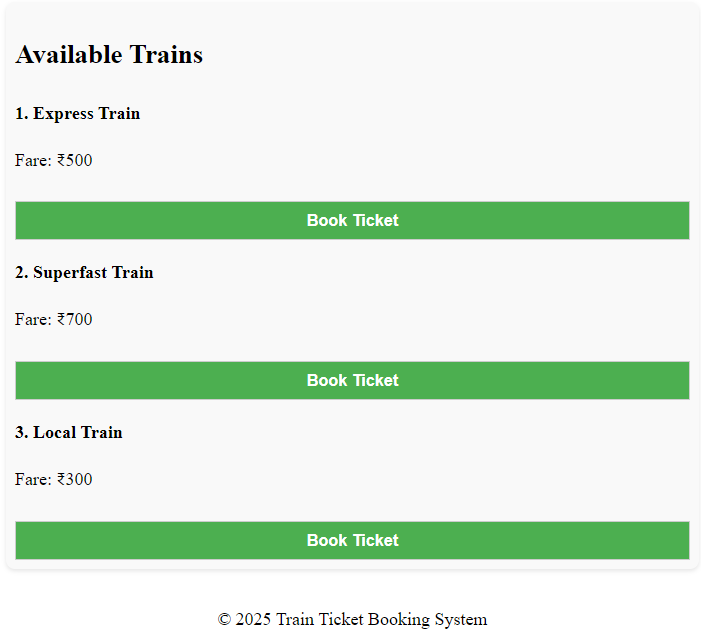 Available Trains
1. Express Train
Fare: ₹500
Book Ticket
2. Superfast Train
Fare: ₹700
Book Ticket
3. Local Train
Fare: ₹300
Book Ticket
© 2025 Train Ticket Booking System